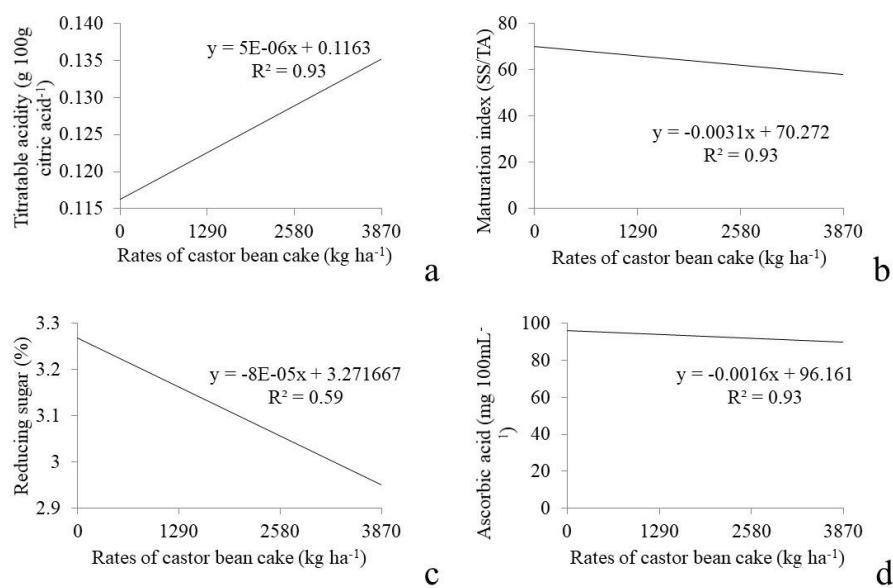 0.140
0.135
0.130
0.125
0.120
0.115
Titratable acidity (g 100g
citric acid⁻¹)
y = 5E-06x + 0.1163
R² = 0.93
0 1290 2580 3870
Rates of castor bean cake (kg ha⁻¹)
a
80
60
40
20
0
Maturation index (SS/TA)
y = -0.0031x + 70.272
R² = 0.93
0 1290 2580 3870
Rates of castor bean cake (kg ha⁻¹)
b
3.3
3.2
3.1
3
2.9
Reducing sugar (%)
y = -8E-05x + 3.271667
R² = 0.59
0 1290 2580 3870
Rates of castor bean cake (kg ha⁻¹)
c
100
80
60
40
20
0
Ascorbic acid (mg 100mL⁻
¹)
y = -0.0016x + 96.161
R² = 0.93
0 1290 2580 3870
Rates of castor bean cake (kg ha⁻¹)
d